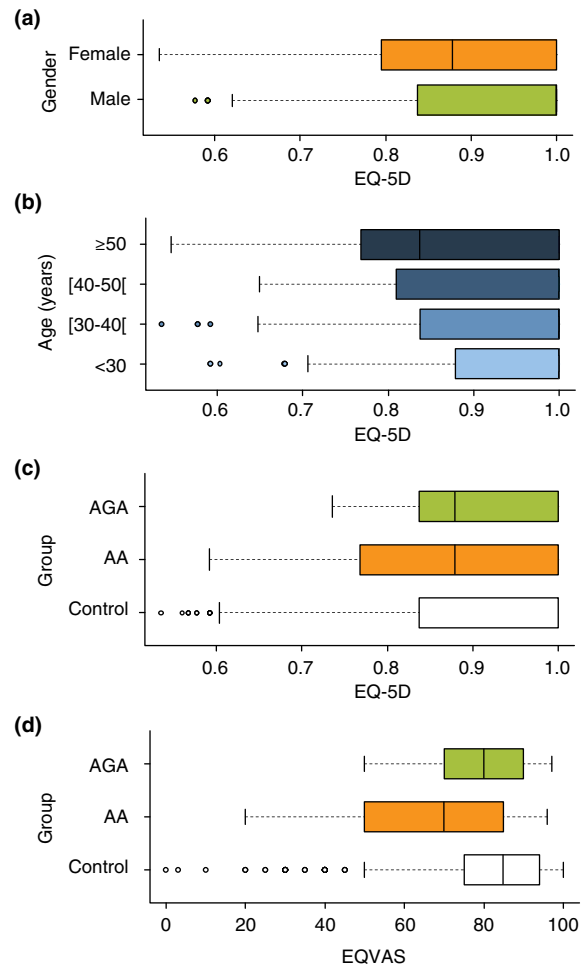 (a)
Gender
Female
Male
0.6 0.7 0.8 0.9 1.0
EQ-5D
(b)
Age (years)
≥50
[40-50[
[30-40[
<30
0.6 0.7 0.8 0.9 1.0
EQ-5D
(c)
Group
AGA
AA
Control
0.6 0.7 0.8 0.9 1.0
EQ-5D
(d)
Group
AGA
AA
Control
0 20 40 60 80 100
EQVAS